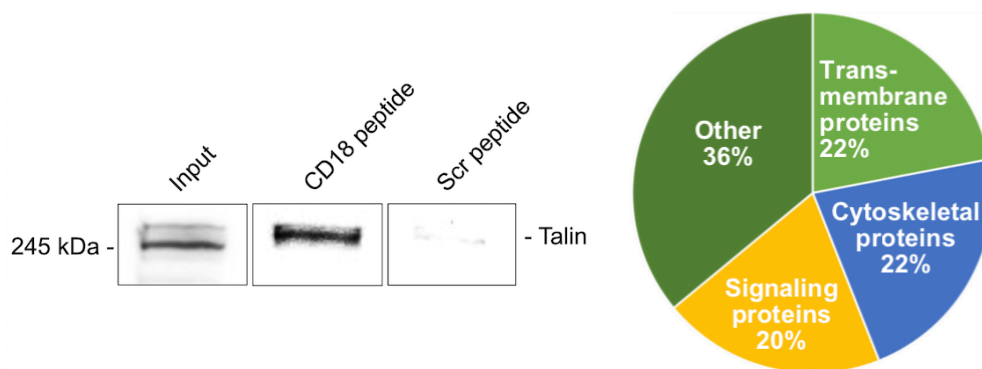 Input
CD18 peptide
Scr peptide
245 kDa -
- Talin
Trans-
membrane
proteins
22%
Cytoskeletal
proteins
22%
Signaling
proteins
20%
Other
36%